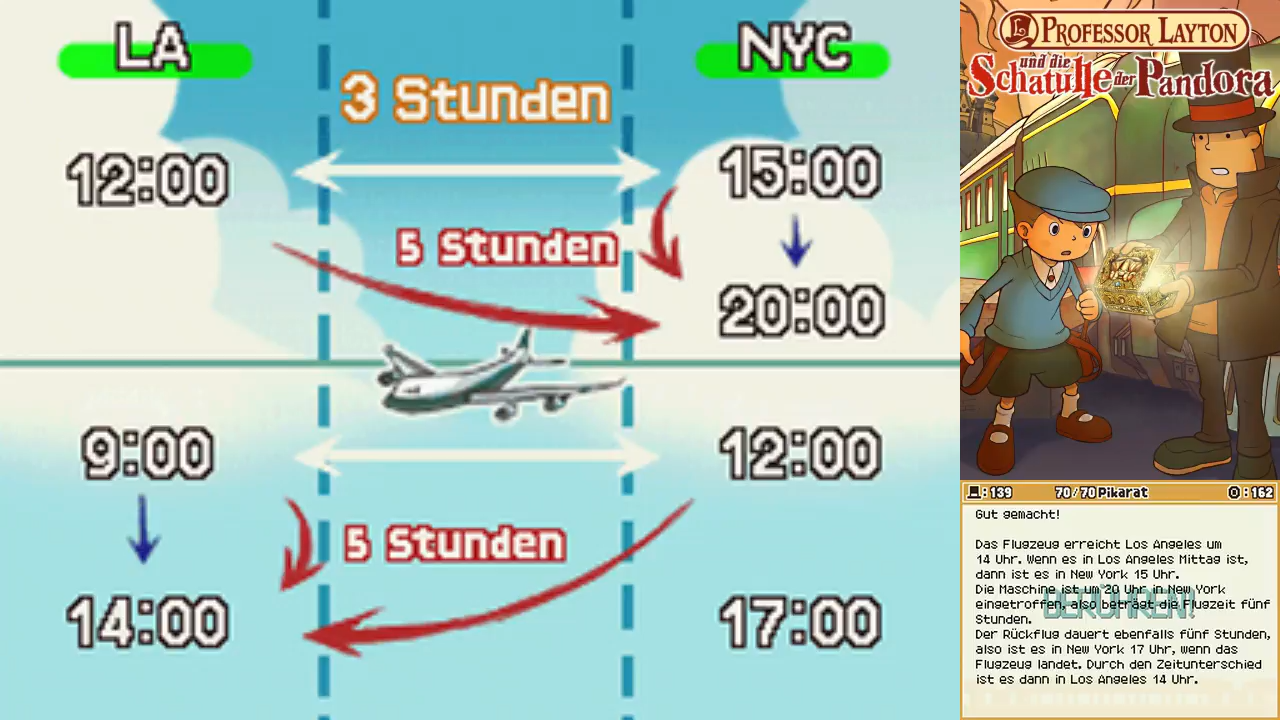 LA
NYC
3 Stunden
12:00
15:00
5 Stunden
20:00
9:00
12:00
5 Stunden
14:00
17:00
PROFESSOR LAYTON
und die
Schatulle der Pandora
: 139 70/70 Pikarat : 162
Gut gemacht!
Das Flugzeug erreicht Los Angeles um
14 Uhr. Wenn es in Los Angeles Mittag ist,
dann ist es in New York 15 Uhr.
Die Maschine ist um 20 Uhr in New York
eingetroffen, also beträgt die Flugzeit fünf
Stunden.
BERÜHREN!
Der Rückflug dauert ebenfalls fünf Stunden,
also ist es in New York 17 Uhr, wenn das
Flugzeug landet. Durch den Zeitunterschied
ist es dann in Los Angeles 14 Uhr.